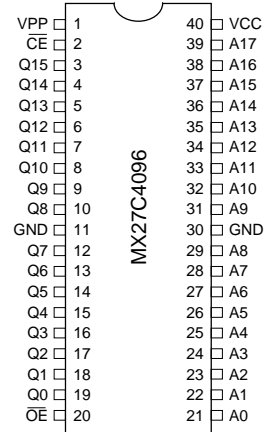 VPP 1 40 VCC
CE 2 39 A17
Q15 3 38 A16
Q14 4 37 A15
Q13 5 36 A14
Q12 6 35 A13
Q11 7 34 A12
Q10 8 33 A11
Q9 9 32 A10
Q8 10 31 A9
GND 11 30 GND
Q7 12 29 A8
Q6 13 28 A7
Q5 14 27 A6
Q4 15 26 A5
Q3 16 25 A4
Q2 17 24 A3
Q1 18 23 A2
Q0 19 22 A1
OE 20 21 A0
MX27C4096